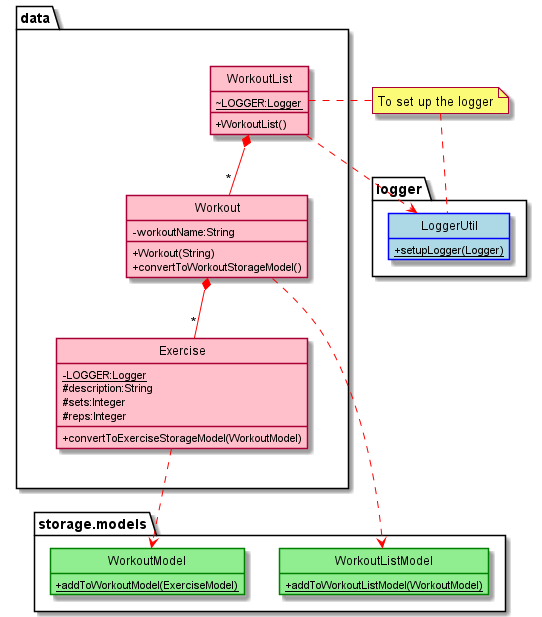 data
WorkoutList
~LOGGER:Logger
+WorkoutList()
To set up the logger
*
logger
Workout
-workoutName:String
+Workout(String)
+convertToWorkoutStorageModel()
LoggerUtil
+setupLogger(Logger)
*
Exercise
-LOGGER:Logger
#description:String
#sets:Integer
#reps:Integer
+convertToExerciseStorageModel(WorkoutModel)
storage.models
WorkoutModel
+addToWorkoutModel(ExerciseModel)
WorkoutListModel
+addToWorkoutListModel(WorkoutModel)